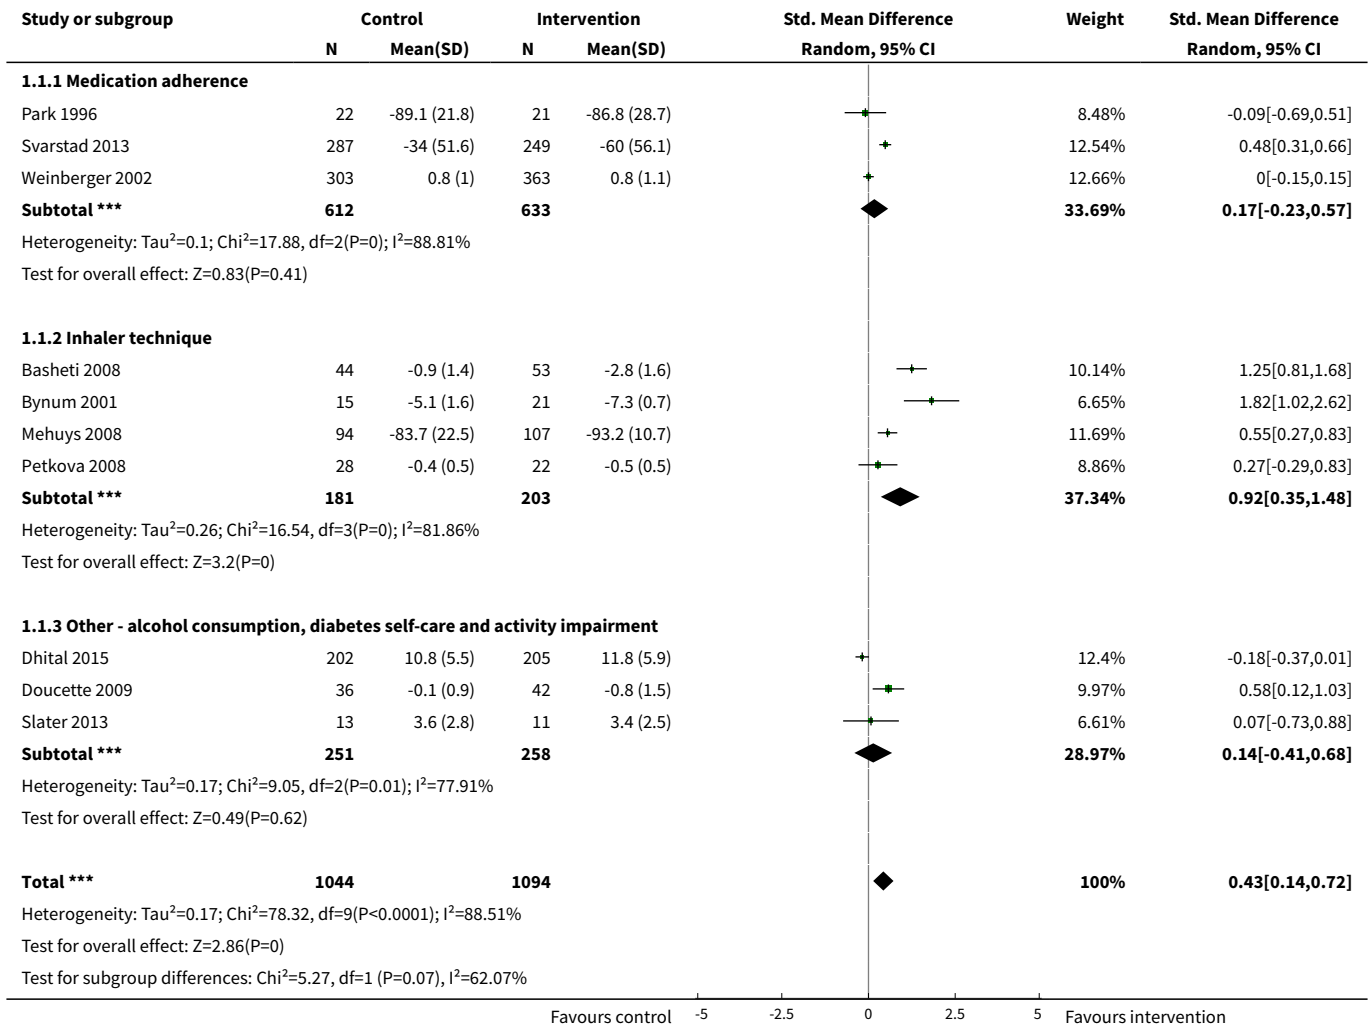 Study or subgroup Control Intervention Std. Mean Difference Weight Std. Mean Difference
N Mean(SD) N Mean(SD) Random, 95% CI Random, 95% CI
1.1.1 Medication adherence
Park 1996 22 -89.1 (21.8) 21 -86.8 (28.7) 8.48% -0.09[-0.69,0.51]
Svarstad 2013 287 -34 (51.6) 249 -60 (56.1) 12.54% 0.48[0.31,0.66]
Weinberger 2002 303 0.8 (1) 363 0.8 (1.1) 12.66% 0[-0.15,0.15]
Subtotal *** 612 633 33.69% 0.17[-0.23,0.57]
Heterogeneity: Tau²=0.1; Chi²=17.88, df=2(P=0); I²=88.81%
Test for overall effect: Z=0.83(P=0.41)
1.1.2 Inhaler technique
Basheti 2008 44 -0.9 (1.4) 53 -2.8 (1.6) 10.14% 1.25[0.81,1.68]
Bynum 2001 15 -5.1 (1.6) 21 -7.3 (0.7) 6.65% 1.82[1.02,2.62]
Mehuys 2008 94 -83.7 (22.5) 107 -93.2 (10.7) 11.69% 0.55[0.27,0.83]
Petkova 2008 28 -0.4 (0.5) 22 -0.5 (0.5) 8.86% 0.27[-0.29,0.83]
Subtotal *** 181 203 37.34% 0.92[0.35,1.48]
Heterogeneity: Tau²=0.26; Chi²=16.54, df=3(P=0); I²=81.86%
Test for overall effect: Z=3.2(P=0)
1.1.3 Other - alcohol consumption, diabetes self-care and activity impairment
Dhital 2015 202 10.8 (5.5) 205 11.8 (5.9) 12.4% -0.18[-0.37,0.01]
Doucette 2009 36 -0.1 (0.9) 42 -0.8 (1.5) 9.97% 0.58[0.12,1.03]
Slater 2013 13 3.6 (2.8) 11 3.4 (2.5) 6.61% 0.07[-0.73,0.88]
Subtotal *** 251 258 28.97% 0.14[-0.41,0.68]
Heterogeneity: Tau²=0.17; Chi²=9.05, df=2(P=0.01); I²=77.91%
Test for overall effect: Z=0.49(P=0.62)
Total *** 1044 1094 100% 0.43[0.14,0.72]
Heterogeneity: Tau²=0.17; Chi²=78.32, df=9(P<0.0001); I²=88.51%
Test for overall effect: Z=2.86(P=0)
Test for subgroup differences: Chi²=5.27, df=1 (P=0.07), I²=62.07%
Favours control -5 -2.5 0 2.5 5 Favours intervention